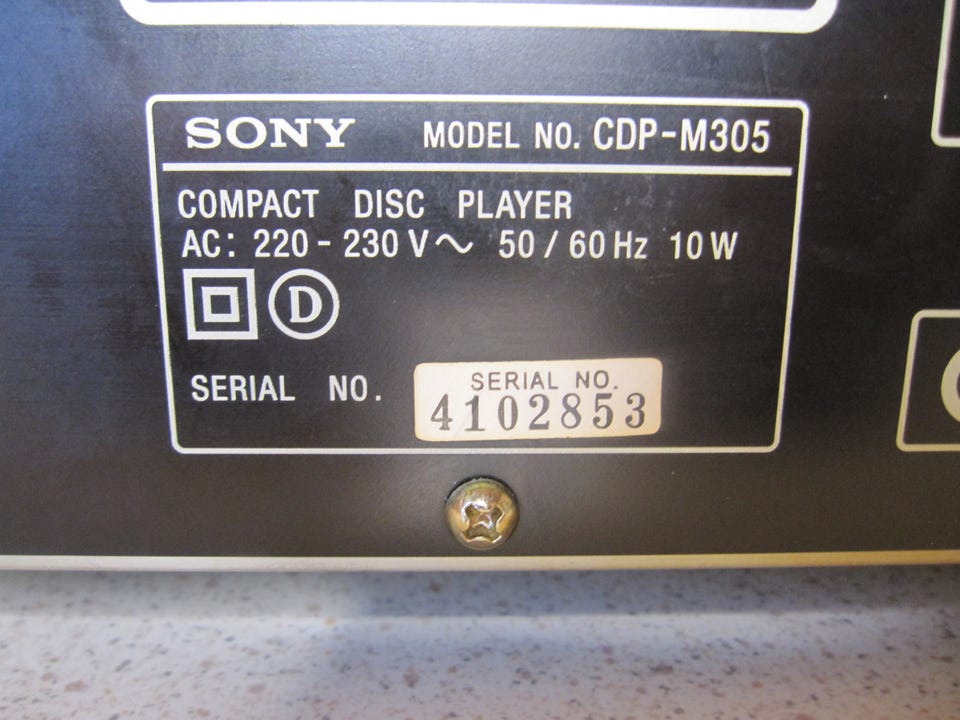 SONY MODEL NO. CDP-M305
COMPACT DISC PLAYER
AC: 220 - 230 V～ 50 / 60 Hz 10 W
D
SERIAL NO.
SERIAL NO.
4102853